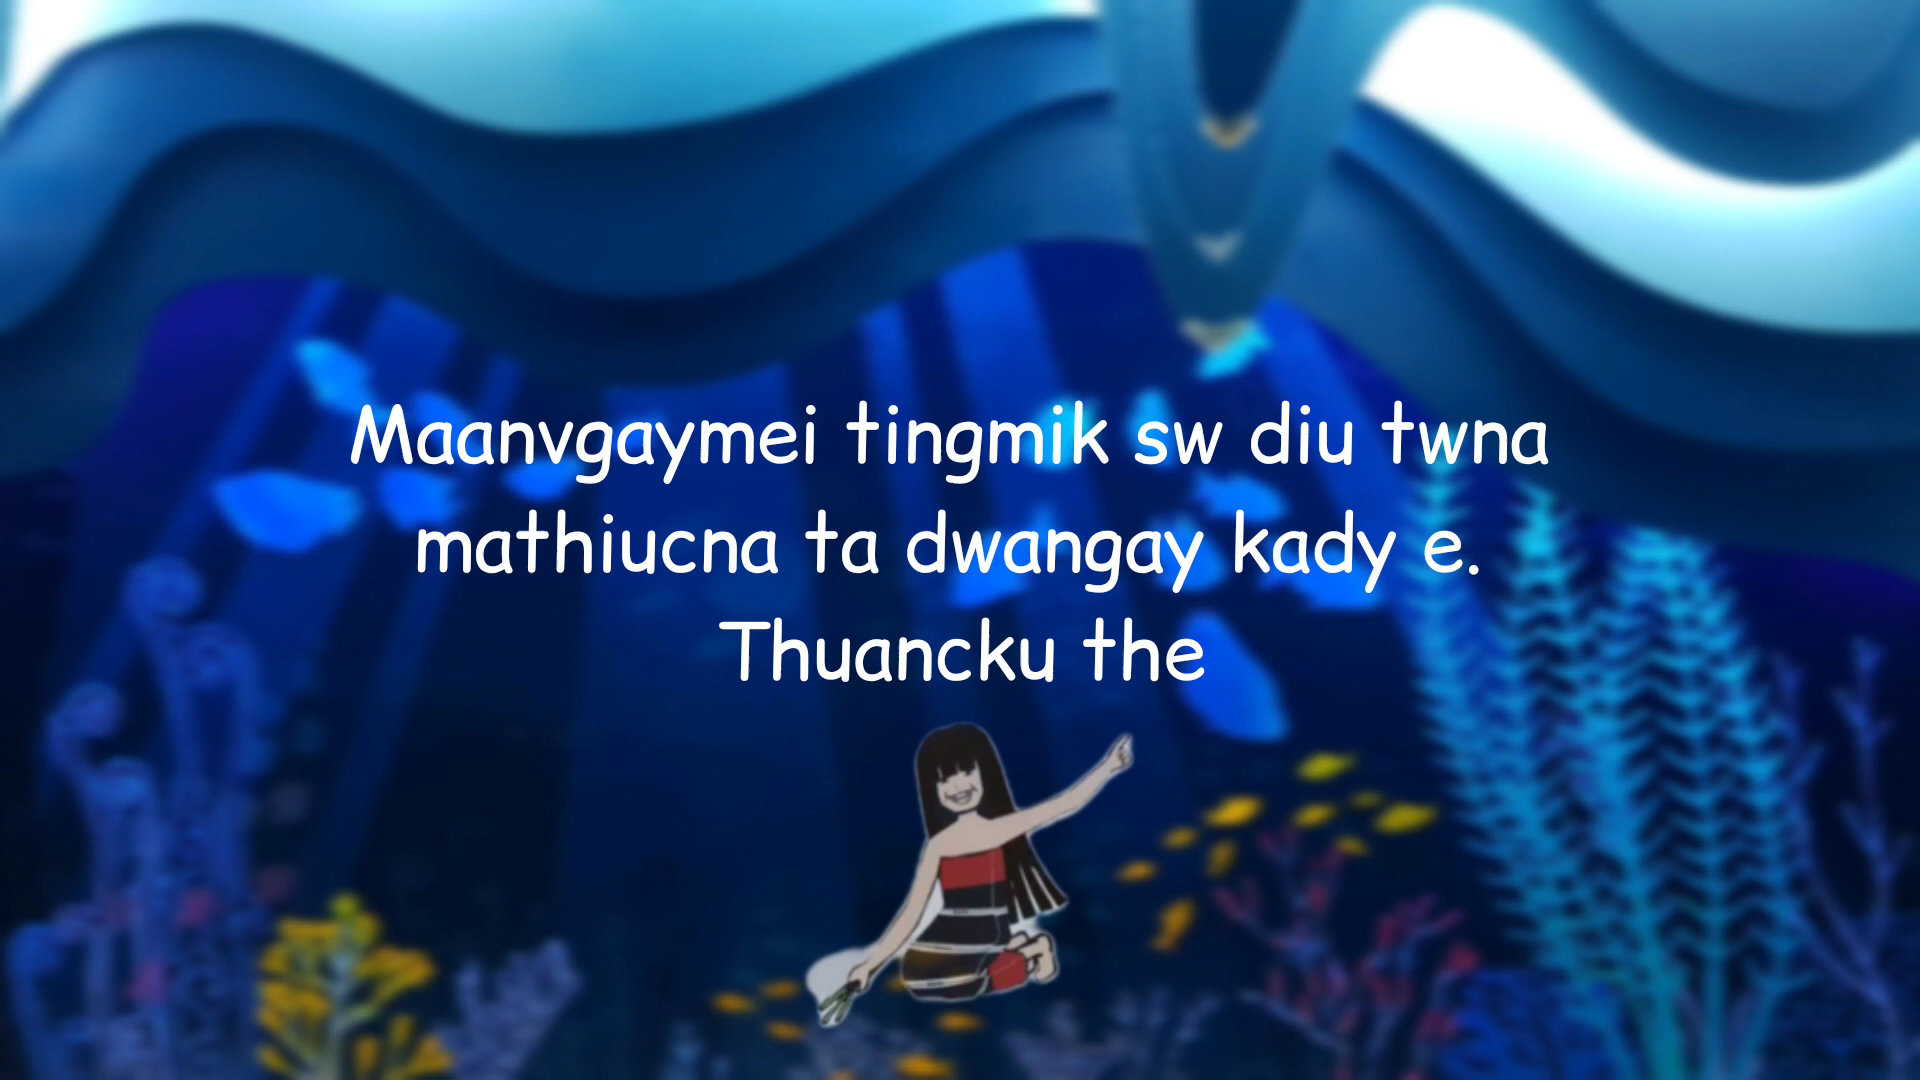 Maanvgaymei tingmik sw diu twna
mathiucna ta dwangay kady e.
Thuancku the